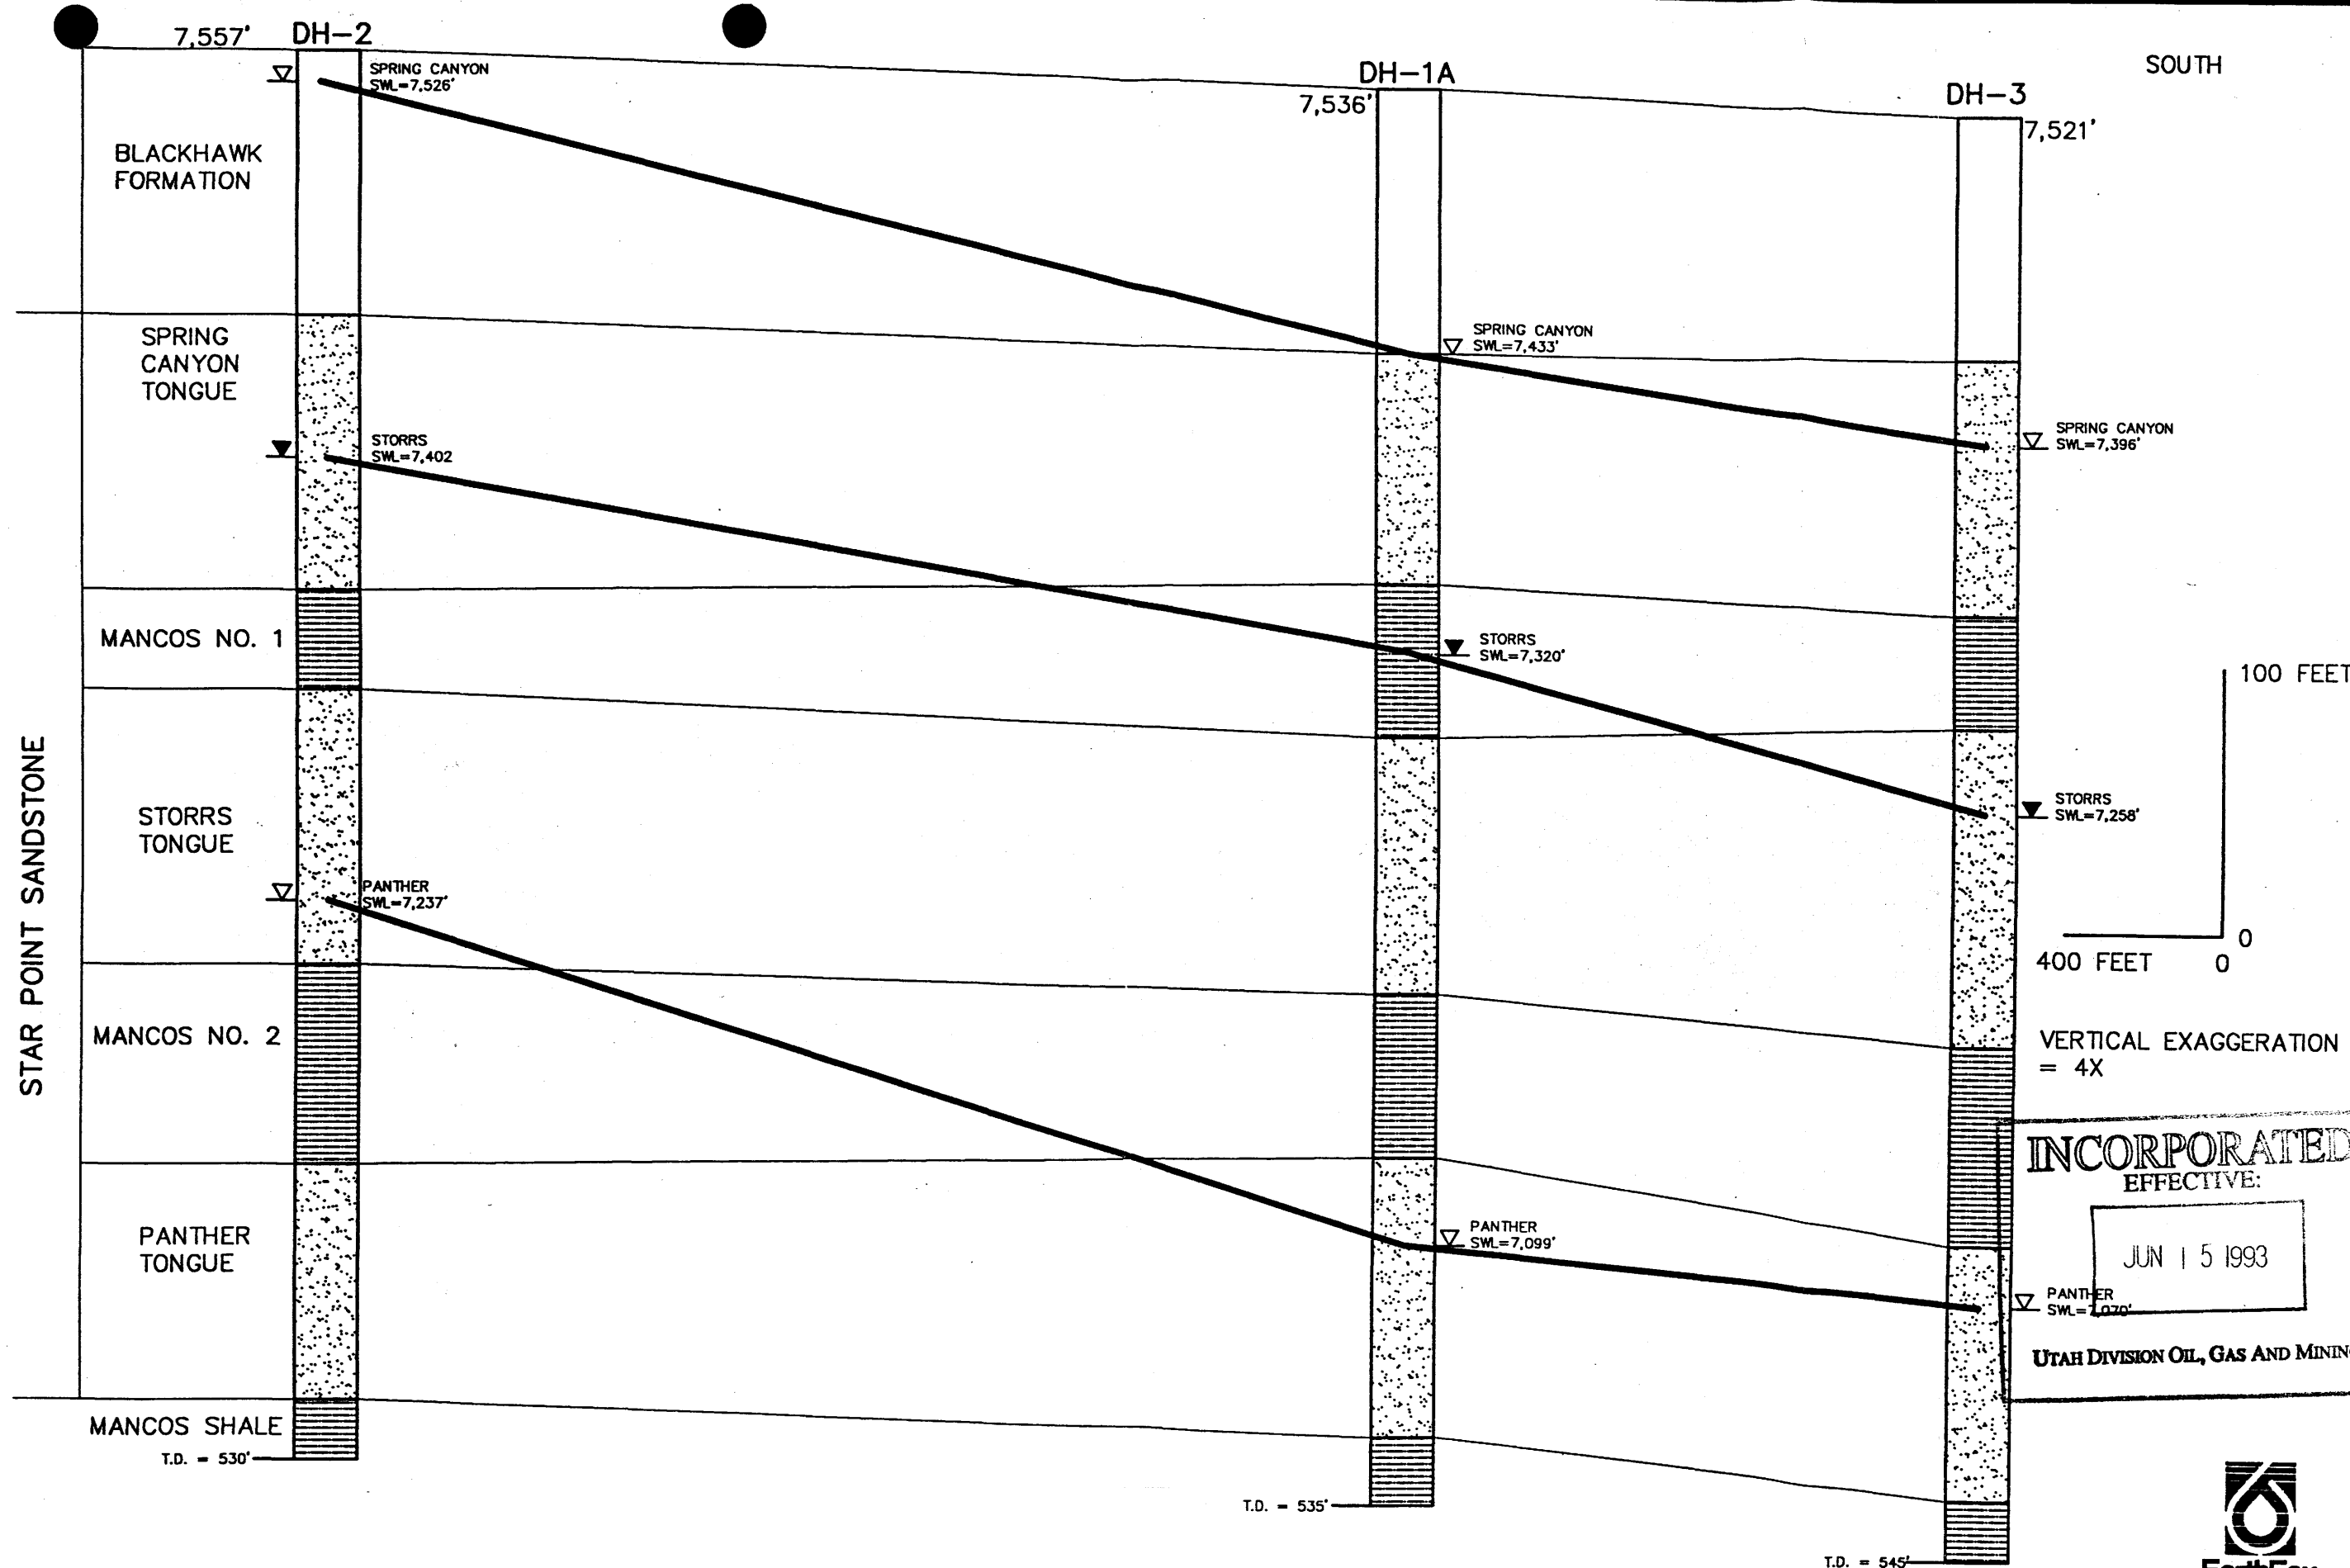 7,557' DH-2
SPRING CANYON
SWL=7,526'
DH-1A
7,536'
SOUTH
DH-3
7,521'
BLACKHAWK
FORMATION
SPRING
CANYON
TONGUE
SPRING CANYON
SWL=7,433'
SPRING CANYON
SWL=7,396'
STORRS
SWL=7,402
MANCOS NO. 1
STORRS
SWL=7,320'
100 FEET
STAR POINT SANDSTONE
STORRS
TONGUE
STORRS
SWL=7,258'
PANTHER
SWL=7,237'
0
400 FEET 0
MANCOS NO. 2
VERTICAL EXAGGERATION
= 4X
INCORPORATED
EFFECTIVE:
JUN 15 1993
PANTHER
TONGUE
PANTHER
SWL=7,099'
PANTHER
SWL=7,070'
UTAH DIVISION OIL, GAS AND MININ
MANCOS SHALE
T.D. = 530'
T.D. = 535'
T.D. = 545'